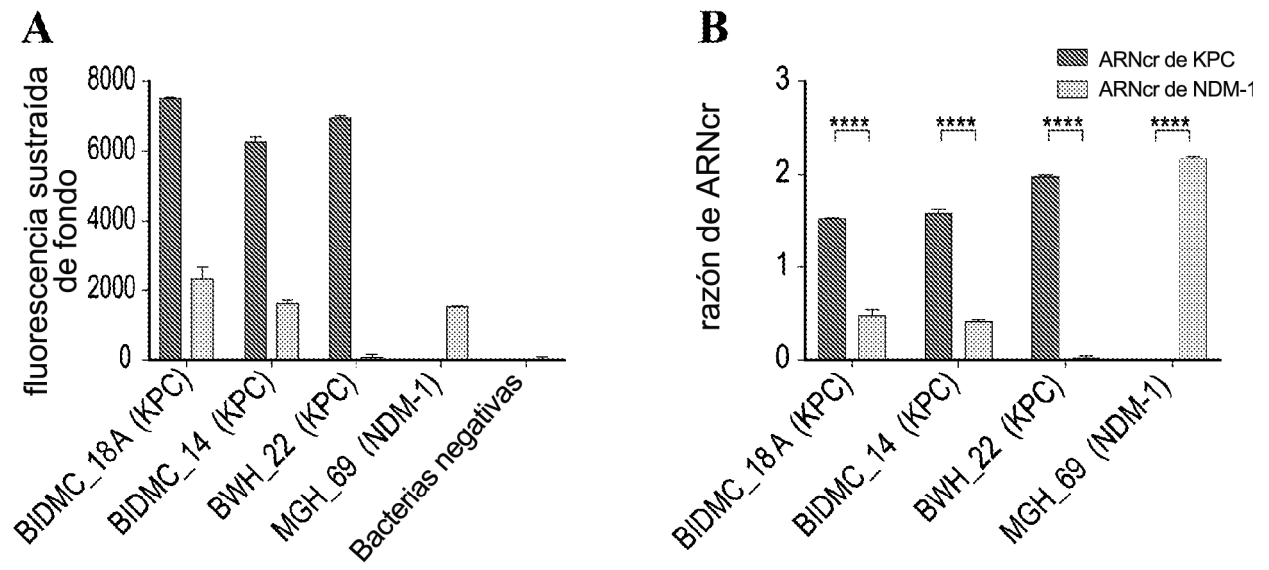 A
fluorescencia sustraída
de fondo
8000
6000
4000
2000
0
BIDMC_18A (KPC)
BIDMC_14 (KPC)
BWH_22 (KPC)
MGH_69 (NDM-1)
Bacterias negativas
B
ARNcr de KPC
ARNcr de NDM-1
razón de ARNcr
3
2
1
0
**** **** **** ****
BIDMC_18A (KPC)
BIDMC_14 (KPC)
BWH_22 (KPC)
MGH_69 (NDM-1)